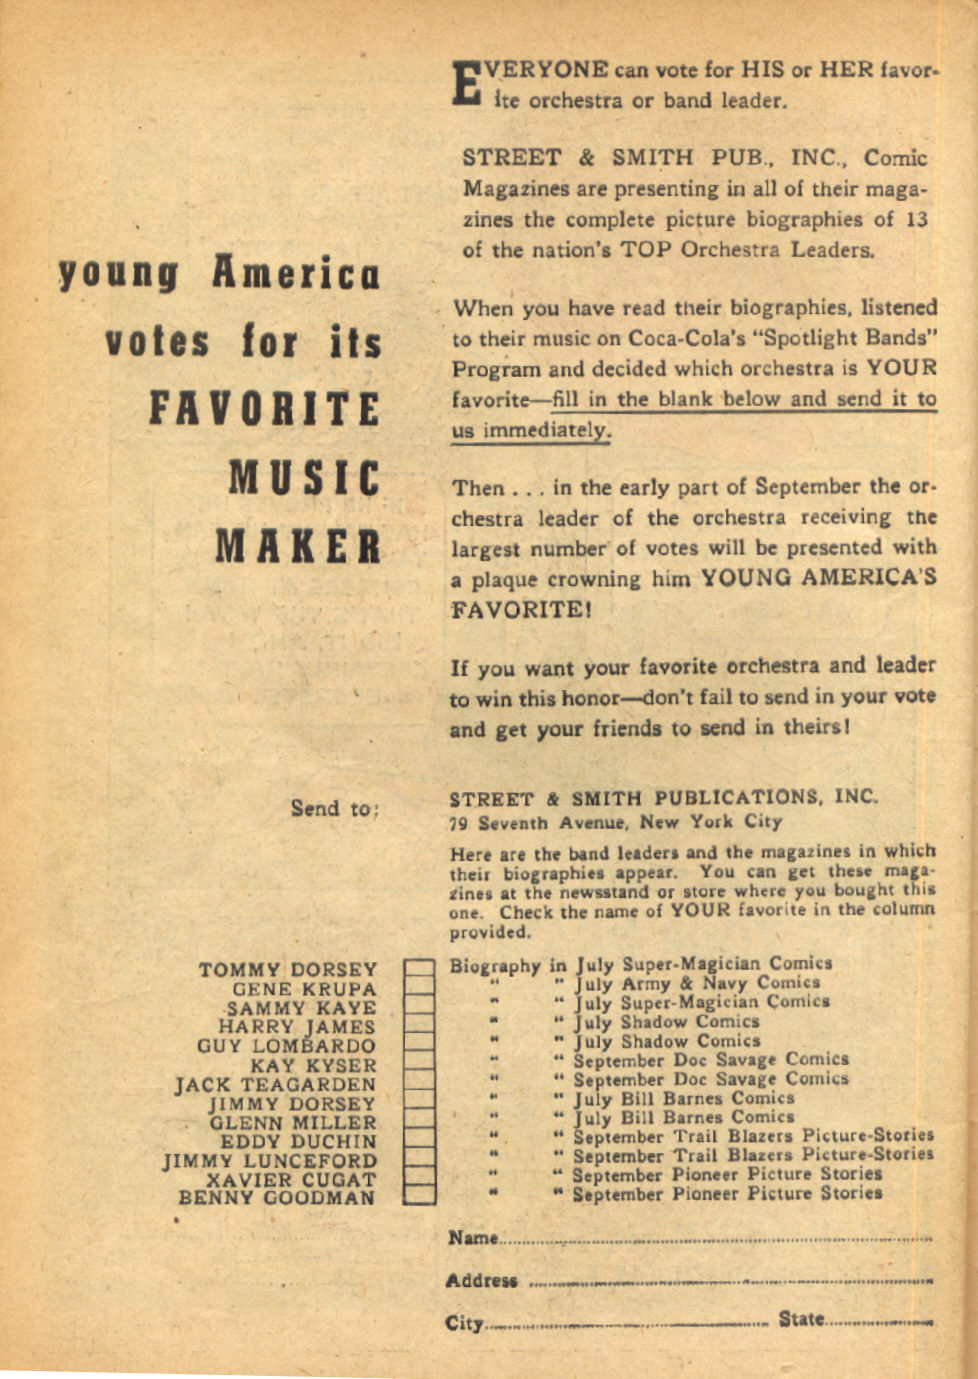 young America
votes for its
FAVORITE
MUSIC
MAKER
EVERYONE can vote for HIS or HER favor-
ite orchestra or band leader.
STREET & SMITH PUB., INC., Comic
Magazines are presenting in all of their maga-
zines the complete picture biographies of 13
of the nation's TOP Orchestra Leaders.
When you have read their biographies, listened
to their music on Coca-Cola's "Spotlight Bands"
Program and decided which orchestra is YOUR
favorite—fill in the blank below and send it to
us immediately.
Then . . . in the early part of September the or-
chestra leader of the orchestra receiving the
largest number of votes will be presented with
a plaque crowning him YOUNG AMERICA'S
FAVORITE!
If you want your favorite orchestra and leader
to win this honor—don't fail to send in your vote
and get your friends to send in theirs!
Send to: STREET & SMITH PUBLICATIONS, INC.
79 Seventh Avenue, New York City
Here are the band leaders and the magazines in which
their biographies appear. You can get these maga-
zines at the newsstand or store where you bought this
one. Check the name of YOUR favorite in the column
provided.
TOMMY DORSEY Biography in July Super-Magician Comics
GENE KRUPA " " July Army & Navy Comics
SAMMY KAYE " " July Super-Magician Comics
HARRY JAMES " " July Shadow Comics
GUY LOMBARDO " " July Shadow Comics
KAY KYSER " " September Doc Savage Comics
JACK TEAGARDEN " " September Doc Savage Comics
JIMMY DORSEY " " July Bill Barnes Comics
GLENN MILLER " " July Bill Barnes Comics
EDDY DUCHIN " " September Trail Blazers Picture-Stories
JIMMY LUNCEFORD " " September Trail Blazers Picture-Stories
XAVIER CUGAT " " September Pioneer Picture Stories
BENNY GOODMAN " " September Pioneer Picture Stories
Name
Address
City State